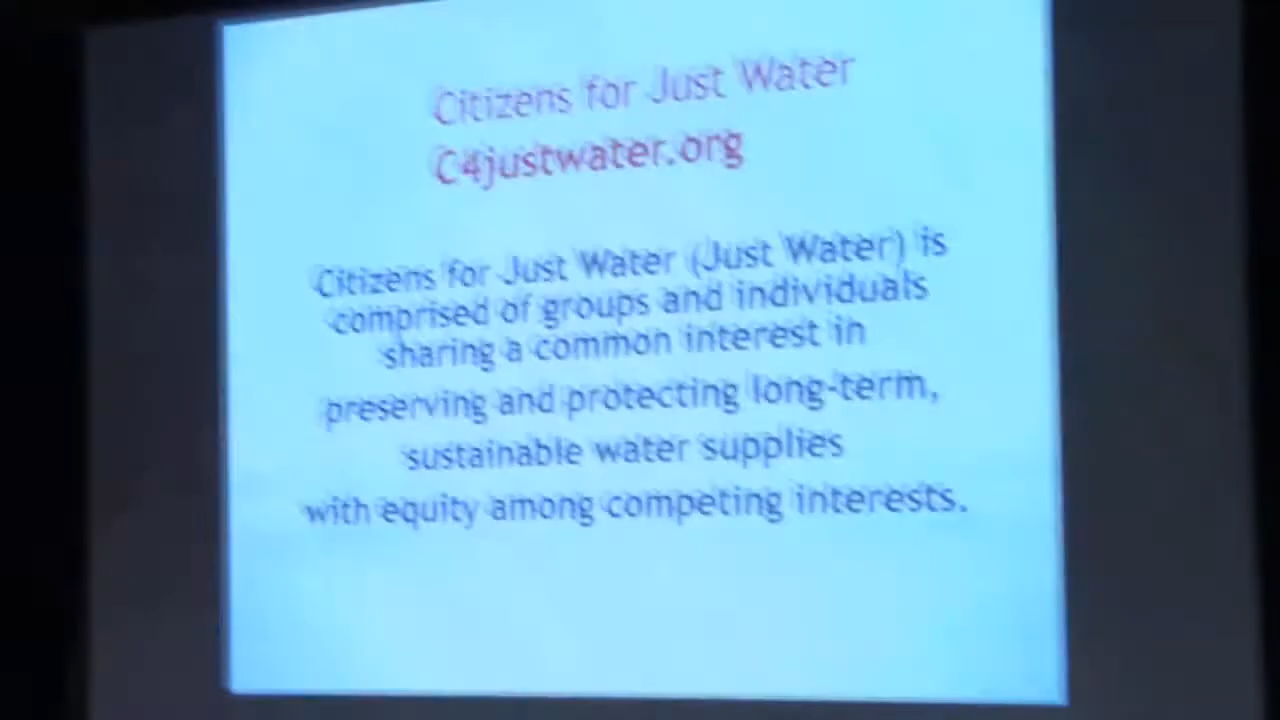 Citizens for Just Water
C4justwater.org
Citizens for Just Water (Just Water) is
comprised of groups and individuals
sharing a common interest in
preserving and protecting long-term,
sustainable water supplies
with equity among competing interests.